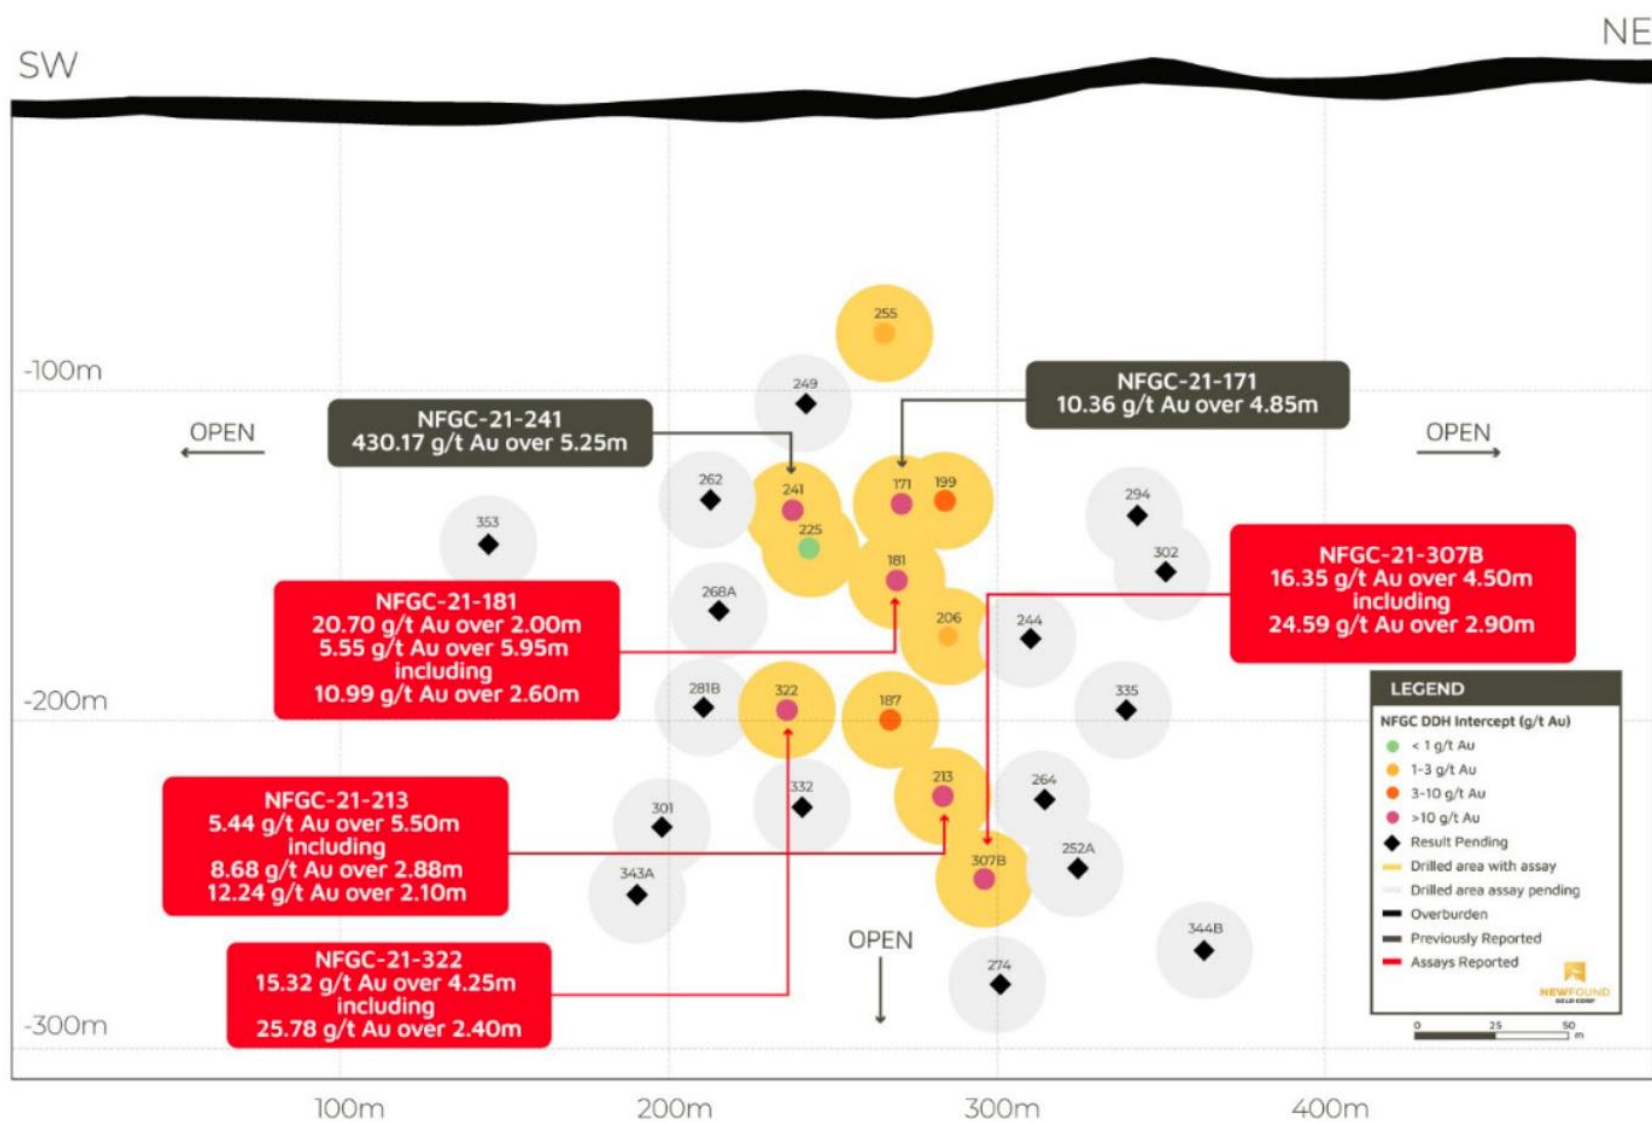 SW
NE
255
-100m
249
NFGC-21-171
10.36 g/t Au over 4.85m
NFGC-21-241
430.17 g/t Au over 5.25m
OPEN
OPEN
262
241
171
199
294
353
225
302
181
NFGC-21-307B
16.35 g/t Au over 4.50m
including
24.59 g/t Au over 2.90m
NFGC-21-181
20.70 g/t Au over 2.00m
5.55 g/t Au over 5.95m
including
10.99 g/t Au over 2.60m
268A
206
244
-200m
281B
322
187
335
NFGC-21-213
5.44 g/t Au over 5.50m
including
8.68 g/t Au over 2.88m
12.24 g/t Au over 2.10m
301
332
213
264
343A
307B
252A
OPEN
344B
274
NFGC-21-322
15.32 g/t Au over 4.25m
including
25.78 g/t Au over 2.40m
-300m
LEGEND
NFGC DDH Intercept (g/t Au)
< 1 g/t Au
1-3 g/t Au
3-10 g/t Au
>10 g/t Au
Result Pending
Drilled area with assay
Drilled area assay pending
Overburden
Previously Reported
Assays Reported
NEWFOUND
GOLD CORP
0 25 50
m
100m 200m 300m 400m